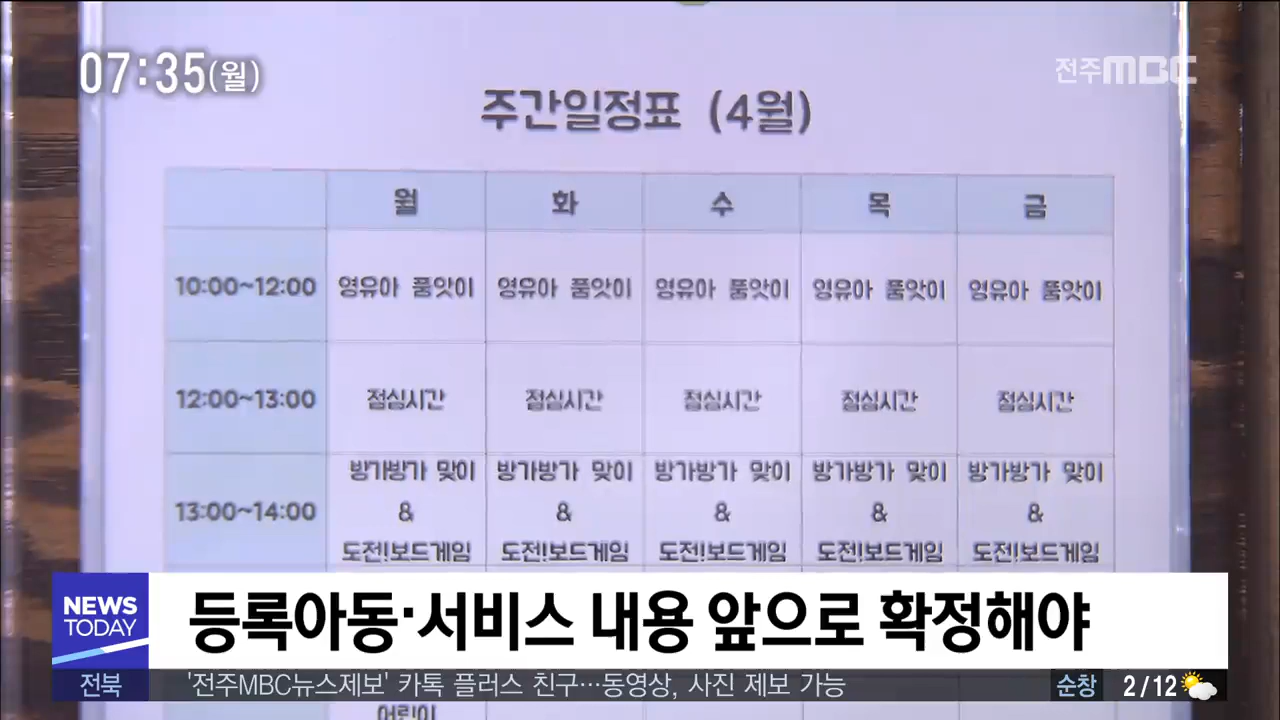 07:35(월)
전주MBC
주간일정표 (4월)
월 화 수 목 금
10:00~12:00 영유아 품앗이 영유아 품앗이 영유아 품앗이 영유아 품앗이 영유아 품앗이
12:00~13:00 점심시간 점심시간 점심시간 점심시간 점심시간
방가방가 맞이 방가방가 맞이 방가방가 맞이 방가방가 맞이 방가방가 맞이
13:00~14:00 & & & & &
도전!보드게임 도전!보드게임 도전!보드게임 도전!보드게임 도전!보드게임
NEWS
TODAY
등록아동·서비스 내용 앞으로 확정해야
전북 '전주MBC뉴스제보' 카톡 플러스 친구…동영상, 사진 제보 가능 순창 2/12
어린이